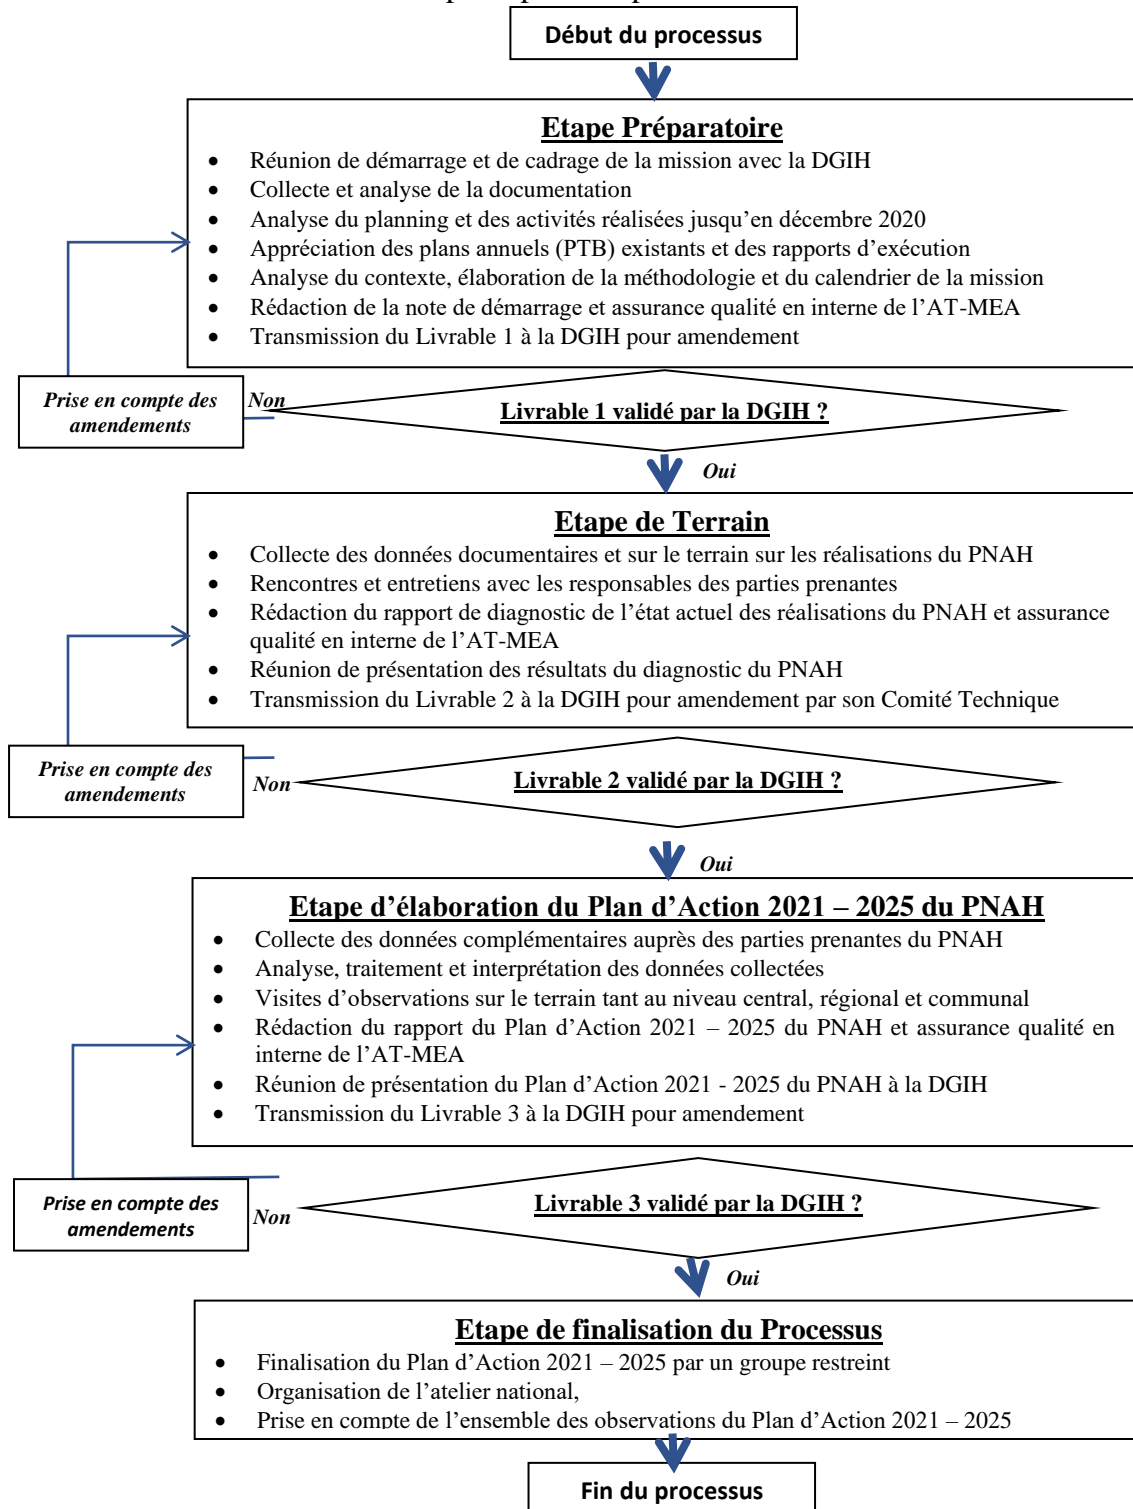 Début du processus
Etape Préparatoire
• Réunion de démarrage et de cadrage de la mission avec la DGIH
• Collecte et analyse de la documentation
• Analyse du planning et des activités réalisées jusqu’en décembre 2020
• Appréciation des plans annuels (PTB) existants et des rapports d’exécution
• Analyse du contexte, élaboration de la méthodologie et du calendrier de la mission
• Rédaction de la note de démarrage et assurance qualité en interne de l’AT-MEA
• Transmission du Livrable 1 à la DGIH pour amendement
Prise en compte des
amendements
Non
Livrable 1 validé par la DGIH ?
Oui
Etape de Terrain
• Collecte des données documentaires et sur le terrain sur les réalisations du PNAH
• Rencontres et entretiens avec les responsables des parties prenantes
• Rédaction du rapport de diagnostic de l’état actuel des réalisations du PNAH et assurance
qualité en interne de l’AT-MEA
• Réunion de présentation des résultats du diagnostic du PNAH
• Transmission du Livrable 2 à la DGIH pour amendement par son Comité Technique
Prise en compte des
amendements
Non
Livrable 2 validé par la DGIH ?
Oui
Etape d’élaboration du Plan d’Action 2021 – 2025 du PNAH
• Collecte des données complémentaires auprès des parties prenantes du PNAH
• Analyse, traitement et interprétation des données collectées
• Visites d’observations sur le terrain tant au niveau central, régional et communal
• Rédaction du rapport du Plan d’Action 2021 – 2025 du PNAH et assurance qualité en
interne de l’AT-MEA
• Réunion de présentation du Plan d’Action 2021 - 2025 du PNAH à la DGIH
• Transmission du Livrable 3 à la DGIH pour amendement
Prise en compte des
amendements
Non
Livrable 3 validé par la DGIH ?
Oui
Etape de finalisation du Processus
• Finalisation du Plan d’Action 2021 – 2025 par un groupe restreint
• Organisation de l’atelier national,
• Prise en compte de l’ensemble des observations du Plan d’Action 2021 – 2025
Fin du processus